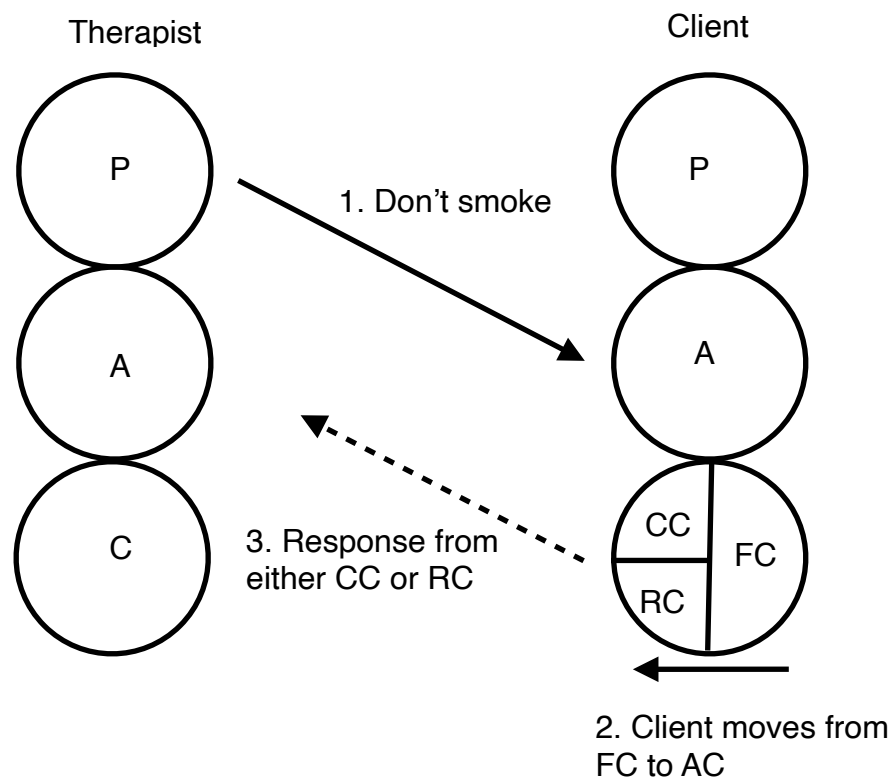 Therapist
Client
P
P
1. Don’t smoke
A
A
C
3. Response from
either CC or RC
CC
FC
RC
2. Client moves from
FC to AC